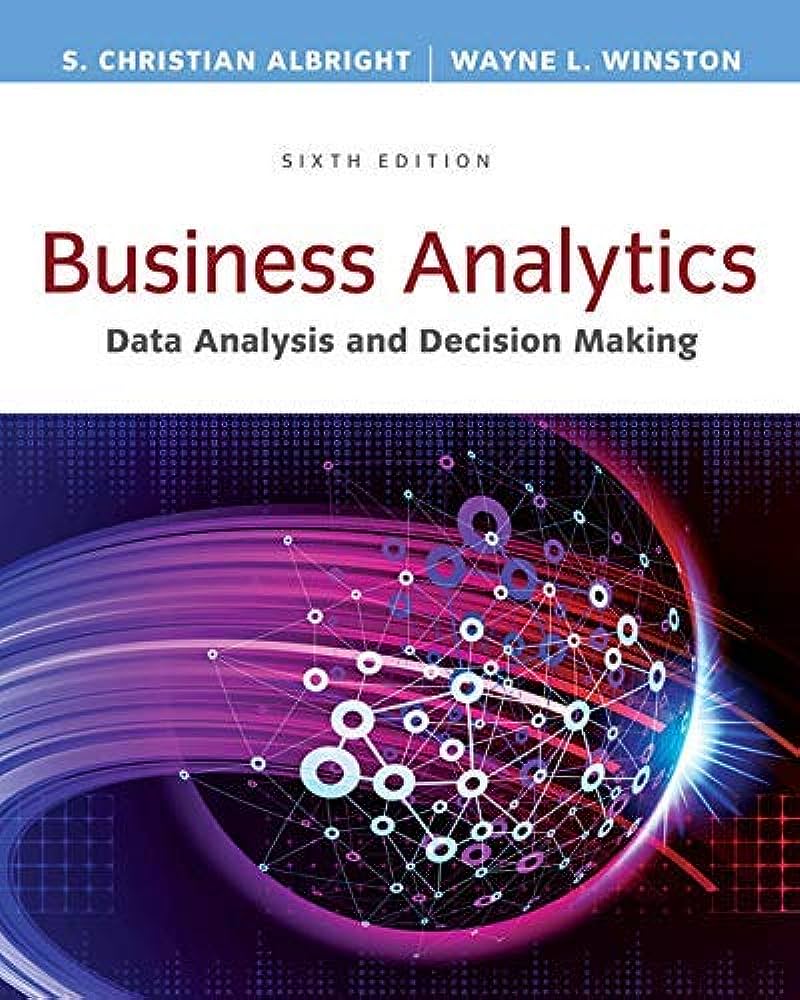 S. CHRISTIAN ALBRIGHT | WAYNE L. WINSTON
SIXTH EDITION
Business Analytics
Data Analysis and Decision Making